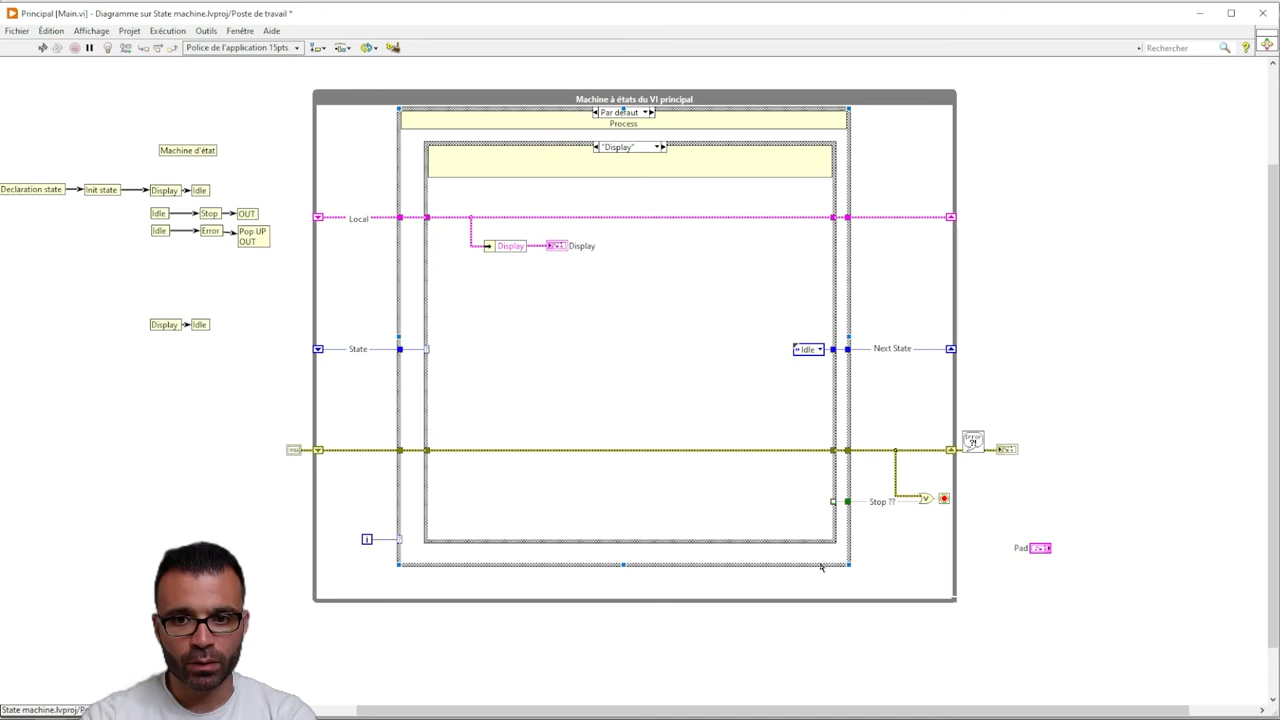 Principal [Main.vi] - Diagramme sur State machine.lvproj/Poste de travail *
Fichier Édition Affichage Projet Exécution Outils Fenêtre Aide
Police de l'application 15pts
Rechercher
Machine à états du VI principal
Par défaut
Process
"Display"
Machine d'état
Declaration state Init state Display Idle
Idle Stop OUT
Idle Error Pop UP
OUT
Display Idle
Local
Display Display
State
Idle
Next State
Error
?!
Stop ??
V
i
Pad
State machine.lvproj/Po